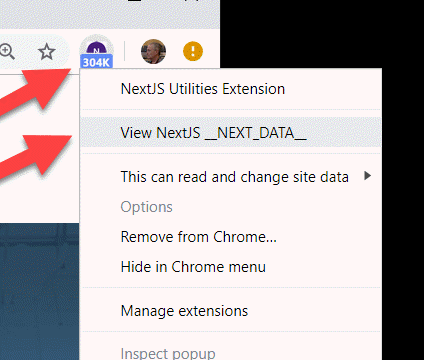 N
304K
NextJS Utilities Extension
View NextJS __NEXT_DATA__
This can read and change site data
Options
Remove from Chrome...
Hide in Chrome menu
Manage extensions
Inspect popup